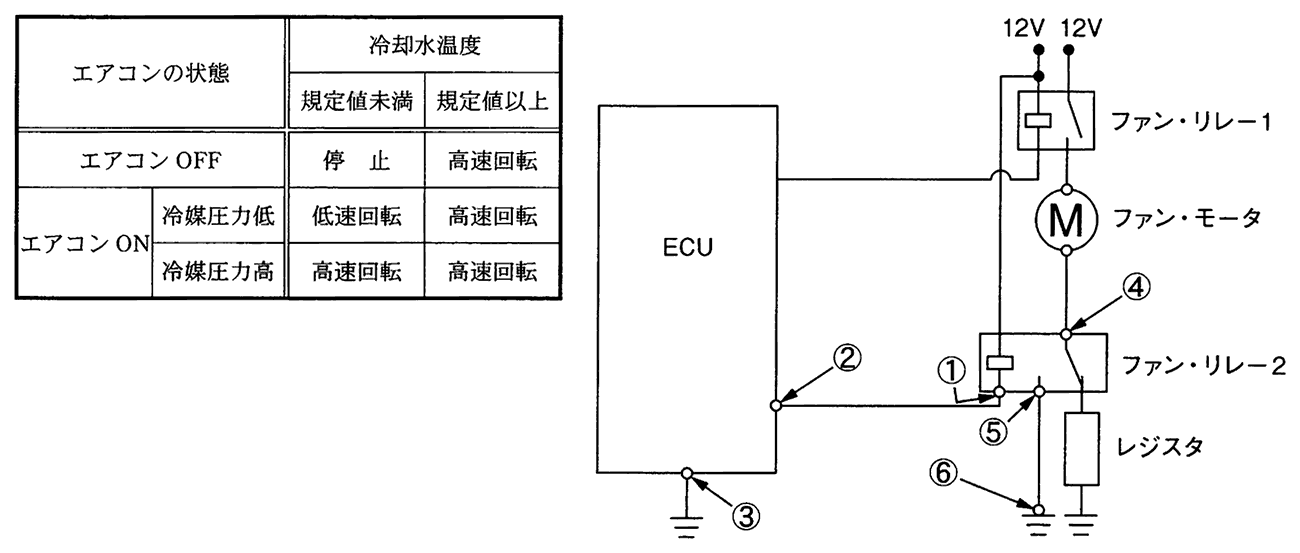 エアコンの状態
冷却水温度
規定値未満
規定値以上
エアコン OFF
停 止
高速回転
エアコン ON
冷媒圧力低
低速回転
高速回転
冷媒圧力高
高速回転
高速回転
12V 12V
ファン・リレー1
ファン・モータ
M
ECU
④
ファン・リレー2
②
①
⑤
レジスタ
⑥
③